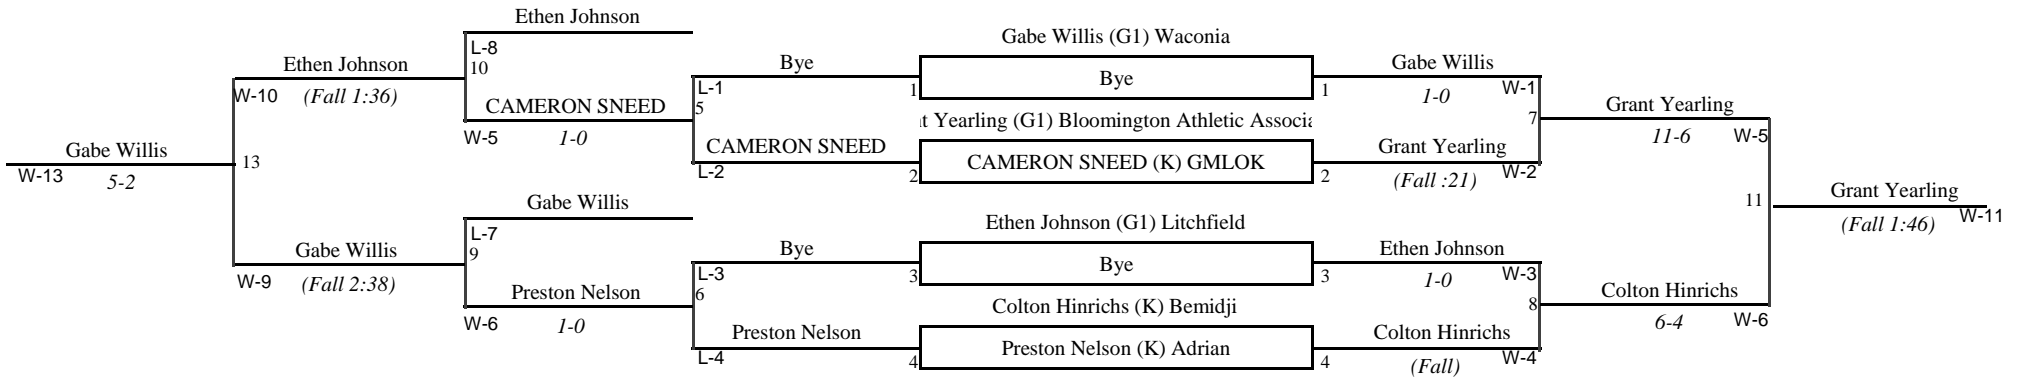 Ethen Johnson
L-8
10
Ethen Johnson
W-10
(Fall 1:36)
CAMERON SNEED
W-5
1-0
Gabe Willis
W-13
5-2
13
Gabe Willis
L-7
9
Gabe Willis
W-9
(Fall 2:38)
Preston Nelson
W-6
1-0
Bye
L-1
5
1
CAMERON SNEED
L-2
2
Bye
L-3
6
3
Preston Nelson
L-4
4
Gabe Willis (G1) Waconia
Bye
t Yearling (G1) Bloomington Athletic Associa
CAMERON SNEED (K) GMLOK
Ethen Johnson (G1) Litchfield
Bye
Colton Hinrichs (K) Bemidji
Preston Nelson (K) Adrian
Gabe Willis
1
1-0
W-1
7
Grant Yearling
2
(Fall :21)
W-2
Ethen Johnson
3
1-0
W-3
8
Colton Hinrichs
4
(Fall)
W-4
Grant Yearling
11-6
W-5
11
Colton Hinrichs
6-4
W-6
Grant Yearling
(Fall 1:46)
W-11